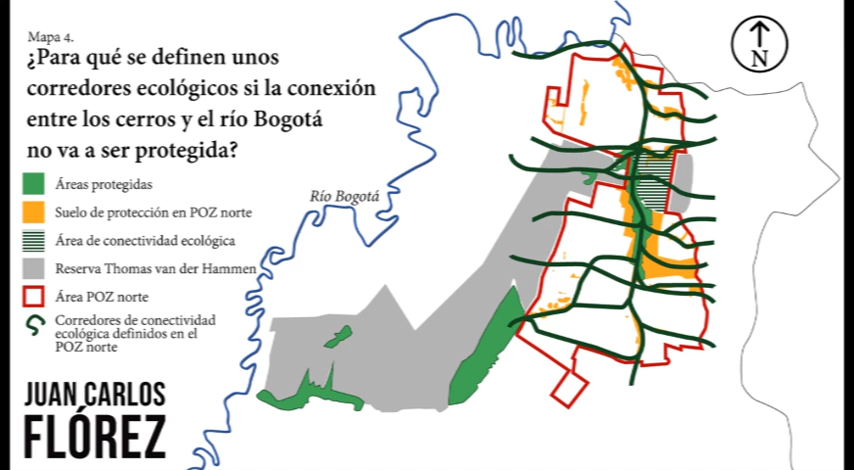 Mapa 4.
¿Para qué se definen unos
corredores ecológicos si la conexión
entre los cerros y el río Bogotá
no va a ser protegida?
Áreas protegidas
Suelo de protección en POZ norte
Área de conectividad ecológica
Reserva Thomas van der Hammen
Área POZ norte
Corredores de conectividad
ecológica definidos en el
POZ norte
JUAN CARLOS
FLÓREZ
Río Bogotá
N